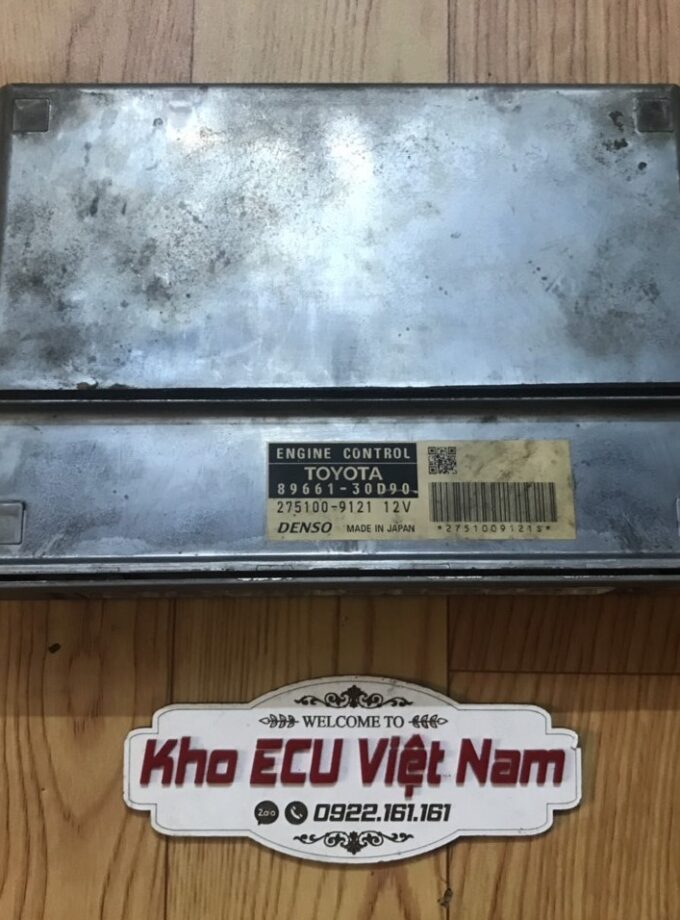 ENGINE CONTROL
TOYOTA
89661-30D90
275100-9121 12V
DENSO MADE IN JAPAN
*2751009121S*
WELCOME TO
Kho ECU Việt Nam
Zalo 0922.161.161